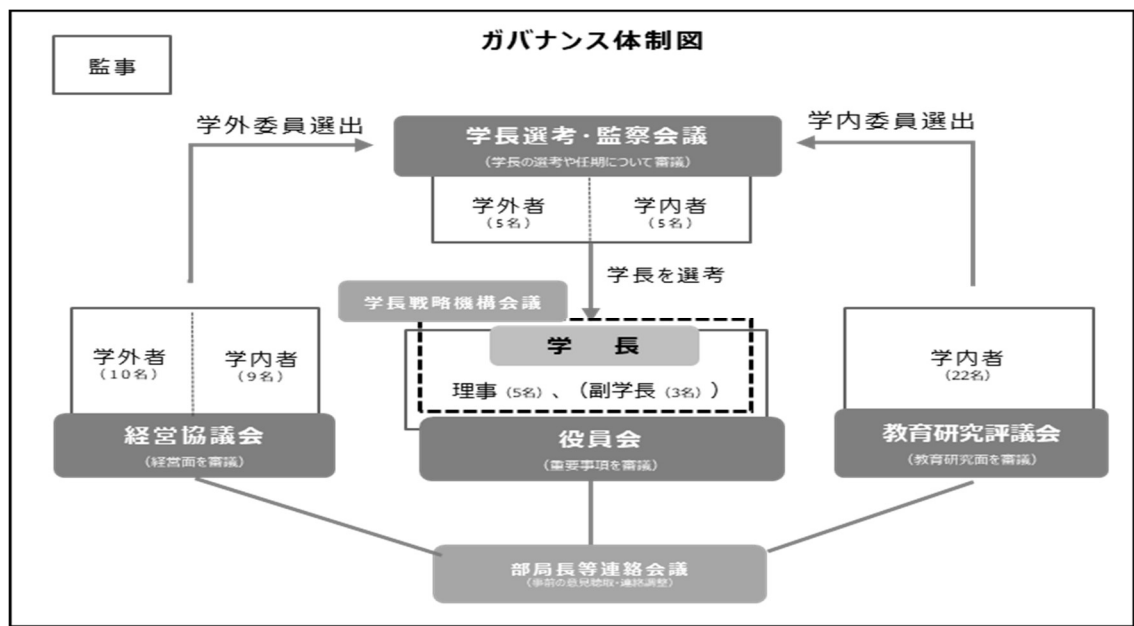 ガバナンス体制図
監事
学外委員選出
学内委員選出
学長選考・監察会議
(学長の選考や任期について審議)
学外者
(5名)
学内者
(5名)
学長を選考
学長戦略機構会議
学外者
(10名)
学内者
(9名)
学 長
理事(5名)、(副学長(3名))
学内者
(22名)
経営協議会
(経営面を審議)
役員会
(重要事項を審議)
教育研究評議会
(教育研究面を審議)
部局長等連絡会議
(事前の意見聴取・連絡調整)